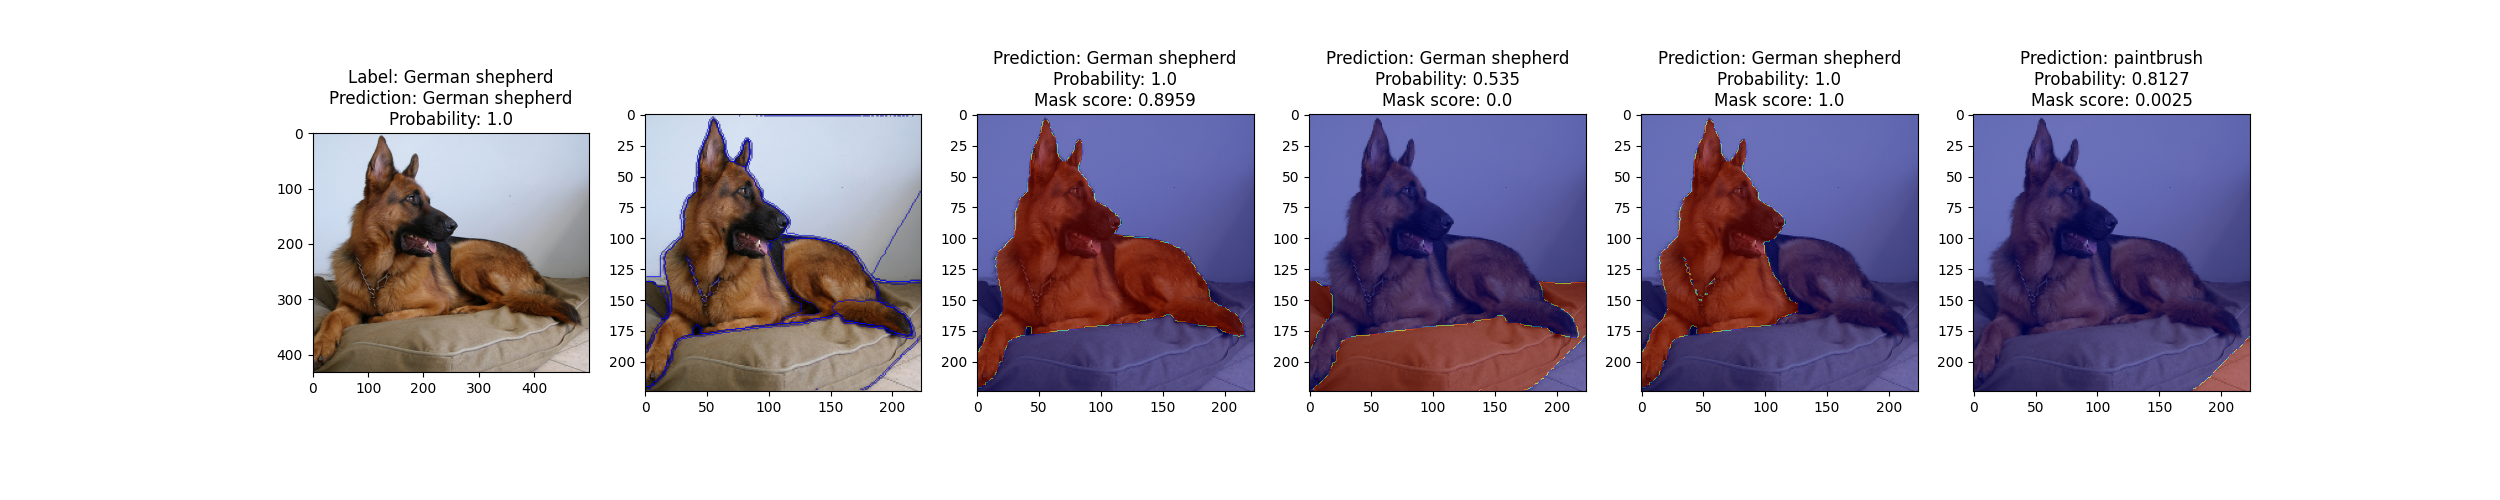 Label: German shepherd
Prediction: German shepherd
Probability: 1.0
0
100
200
300
400
0 100 200 300 400
0
25
50
75
100
125
150
175
200
0 50 100 150 200
Prediction: German shepherd
Probability: 1.0
Mask score: 0.8959
0
25
50
75
100
125
150
175
200
0 50 100 150 200
Prediction: German shepherd
Probability: 0.535
Mask score: 0.0
0
25
50
75
100
125
150
175
200
0 50 100 150 200
Prediction: German shepherd
Probability: 1.0
Mask score: 1.0
0
25
50
75
100
125
150
175
200
0 50 100 150 200
Prediction: paintbrush
Probability: 0.8127
Mask score: 0.0025
0
25
50
75
100
125
150
175
200
0 50 100 150 200